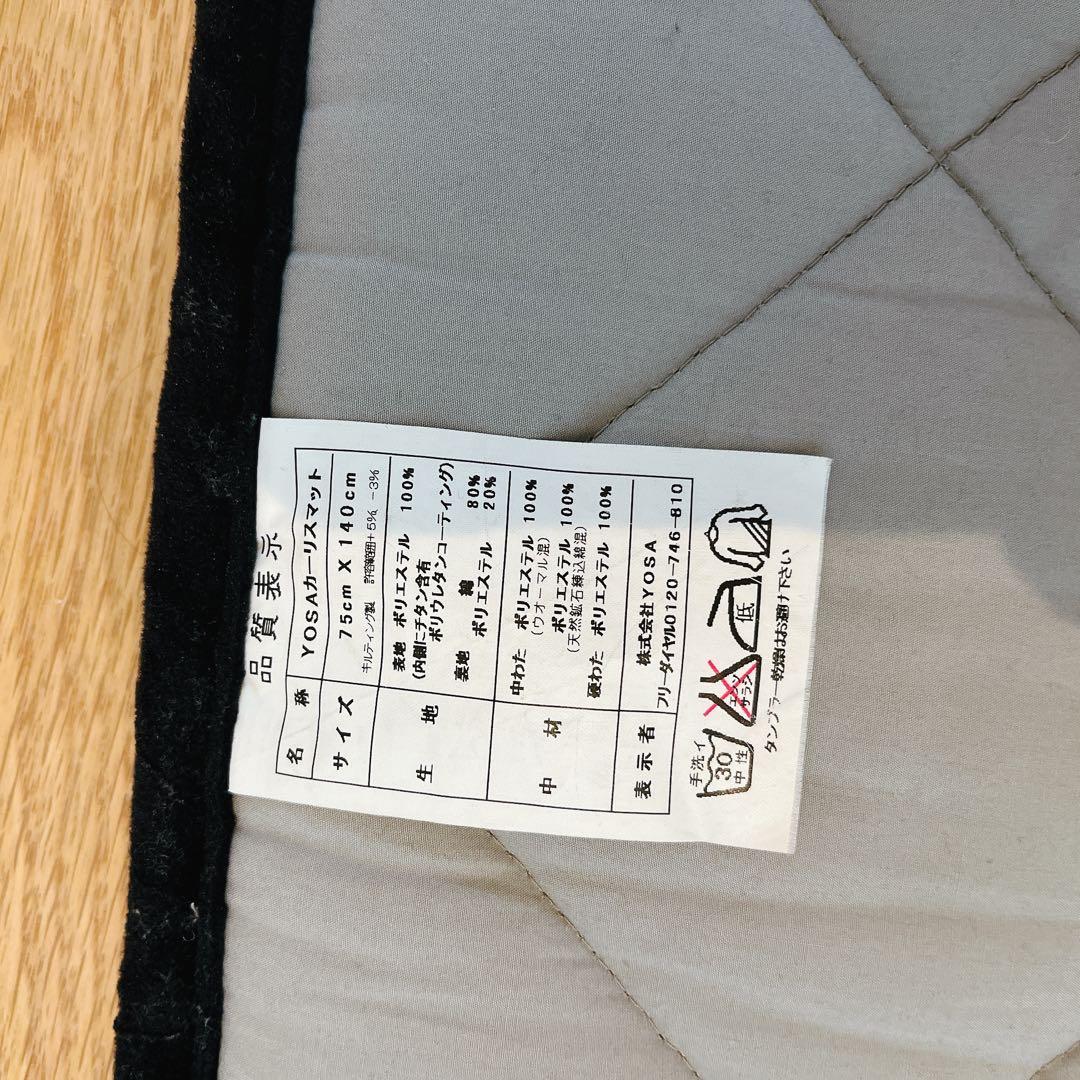 品質表示
名称 YOSAカーリスマット
サイズ 75cm X 140cm
キルティング製 許容範囲+5% -3%
生地 表地 ポリエステル 100%
(内側にチタン含有
ポリウレタンコーティング)
裏地 綿 80%
ポリエステル 20%
中材 中わた ポリエステル 100%
(ウオーマル混)
ポリエステル 100%
(天然鉱石練込綿混)
硬わた ポリエステル 100%
表示者 株式会社YOSA
フリーダイヤル0120-746-810
手洗イ
30
中性
エンソ
サラシ
低
タンブラー乾燥はお避け下さい